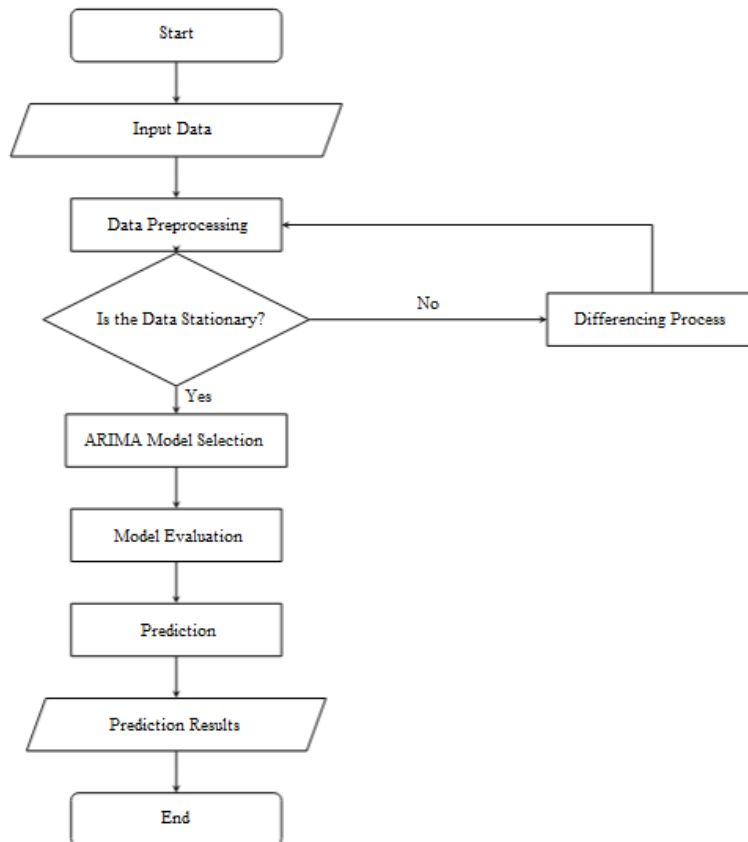 Start
Input Data
Data Preprocessing
Is the Data Stationary?
No
Differencing Process
Yes
ARIMA Model Selection
Model Evaluation
Prediction
Prediction Results
End